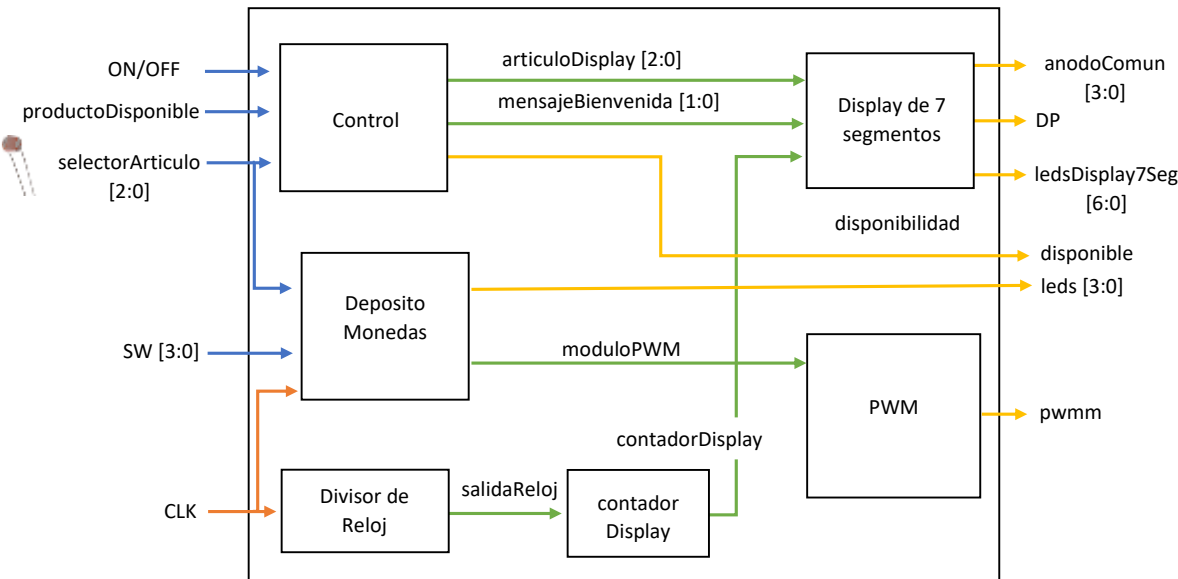 ON/OFF
productoDisponible
selectorArticulo
[2:0]
Control
articuloDisplay [2:0]
mensajeBienvenida [1:0]
Display de 7
segmentos
anodoComun
[3:0]
DP
ledsDisplay7Seg
[6:0]
disponibilidad
disponible
leds [3:0]
Deposito
Monedas
SW [3:0]
moduloPWM
PWM
pwmm
contadorDisplay
CLK
Divisor de
Reloj
salidaReloj
contador
Display